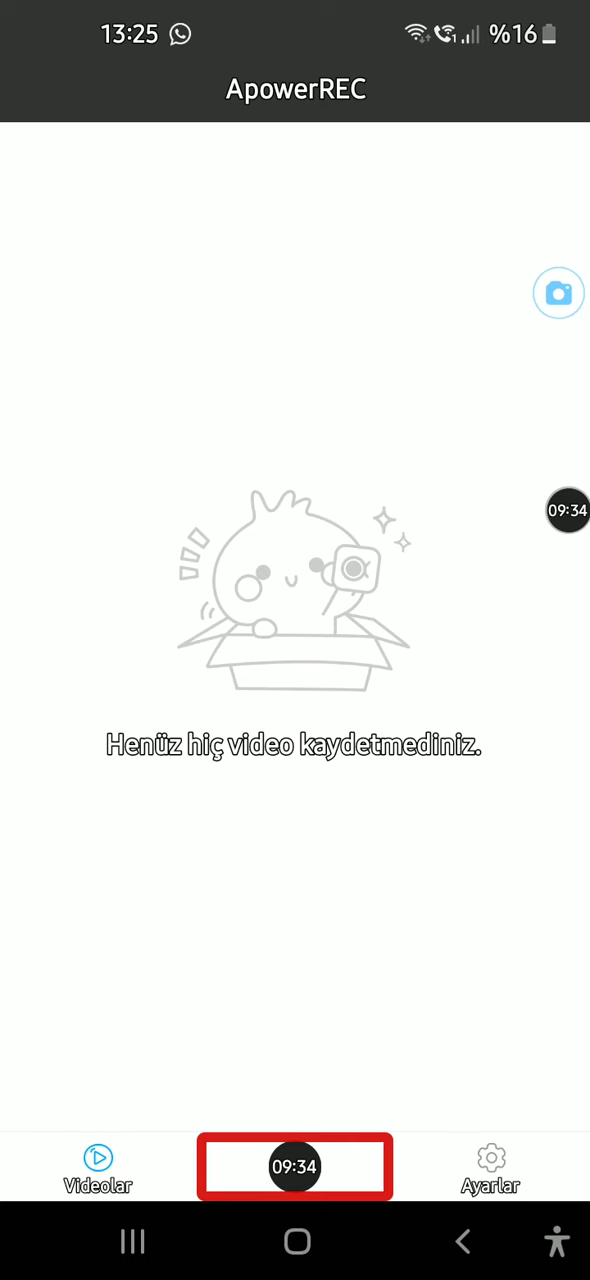 13:25 %16
ApowerREC
09:34
Henüz hiç video kaydetmediniz.
09:34
Videolar Ayarlar